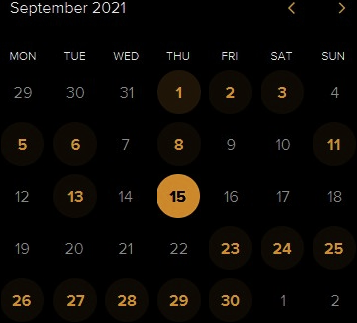 September 2021
MON TUE WED THU FRI SAT SUN
29 30 31 1 2 3 4
5 6 7 8 9 10 11
12 13 14 15 16 17 18
19 20 21 22 23 24 25
26 27 28 29 30 1 2